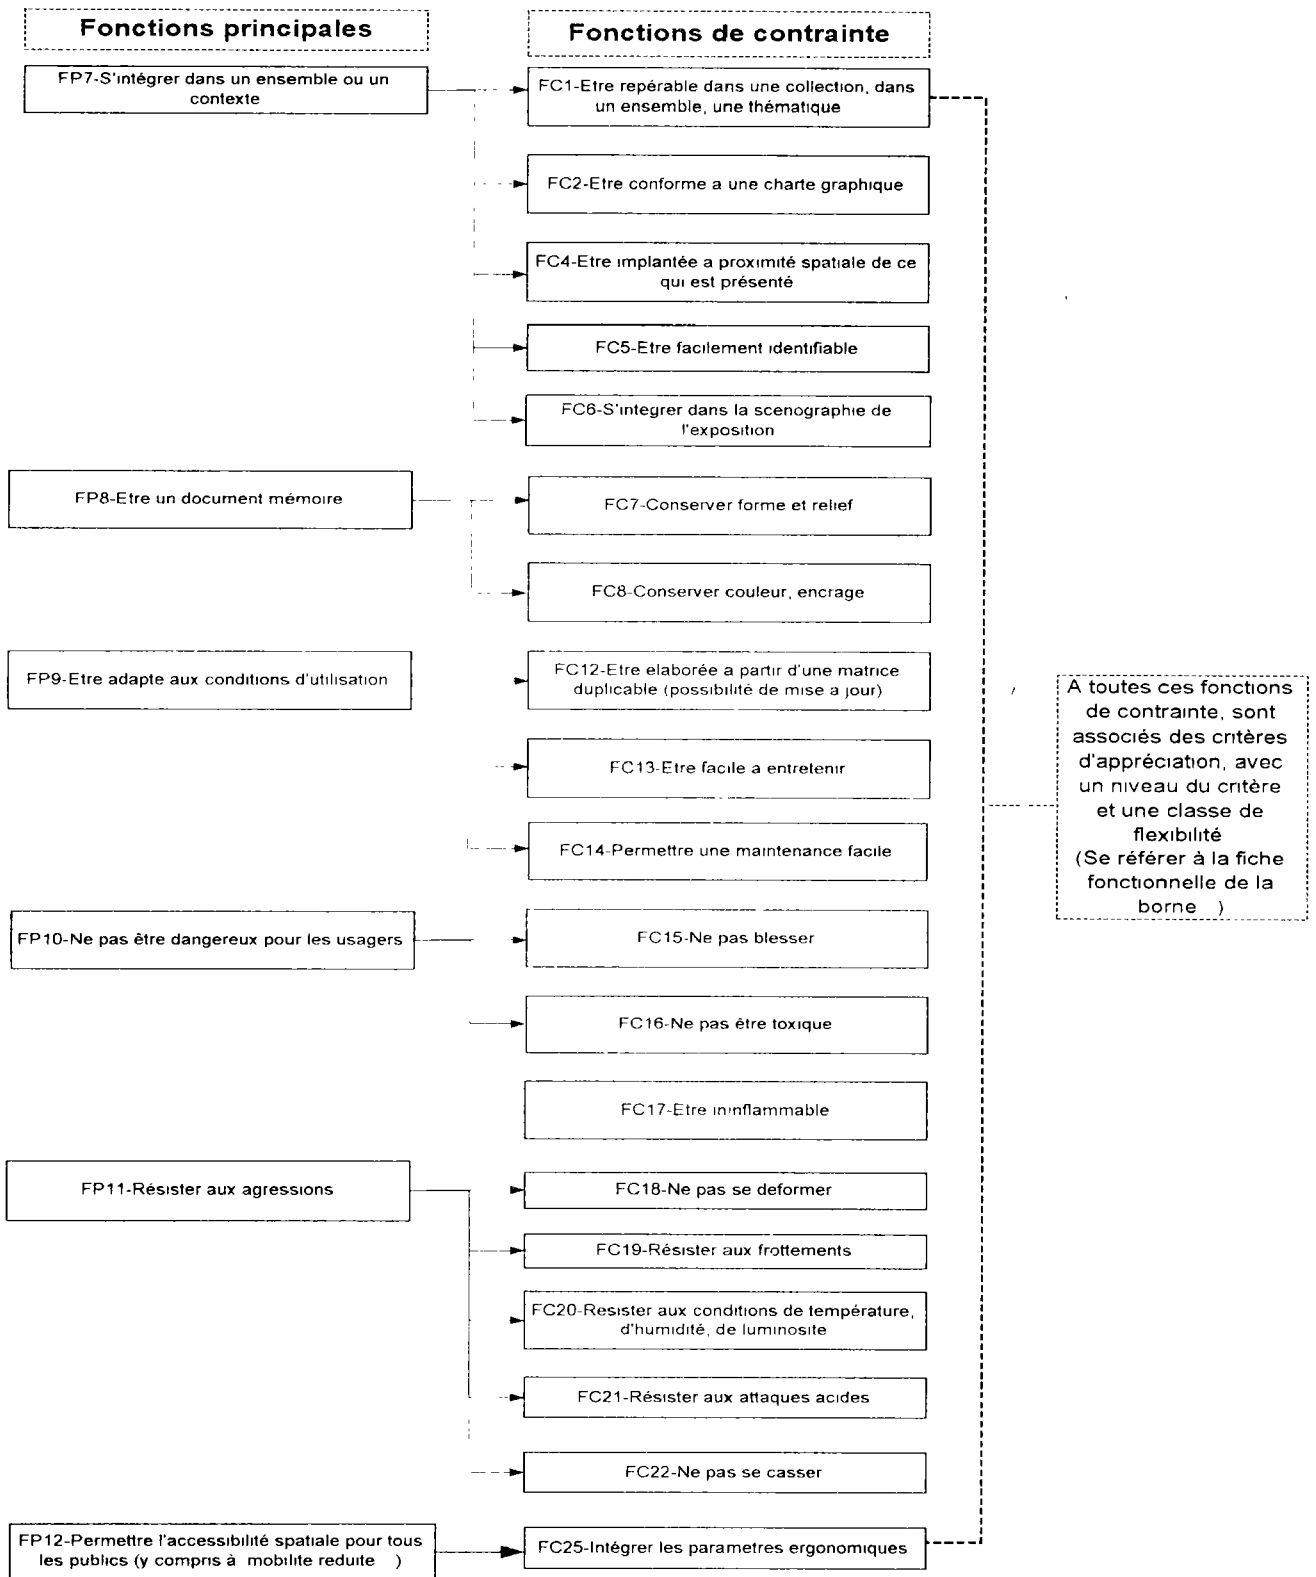 Fonctions principales
Fonctions de contrainte
FP7-S'intégrer dans un ensemble ou un
contexte
FC1-Etre repérable dans une collection, dans
un ensemble, une thématique
FC2-Etre conforme a une charte graphique
FC4-Etre implantée a proximité spatiale de ce
qui est présenté
FC5-Etre facilement identifiable
FC6-S'integrer dans la scenographie de
l'exposition
FP8-Etre un document mémoire
FC7-Conserver forme et relief
FC8-Conserver couleur, encrage
FP9-Etre adapte aux conditions d'utilisation
FC12-Etre elaborée a partir d'une matrice
duplicable (possibilité de mise a jour)
FC13-Etre facile a entretenir
FC14-Permettre une maintenance facile
A toutes ces fonctions
de contrainte, sont
associés des critères
d'appréciation, avec
un niveau du critère
et une classe de
flexibilité
(Se référer à la fiche
fonctionnelle de la
borne )
FP10-Ne pas être dangereux pour les usagers
FC15-Ne pas blesser
FC16-Ne pas être toxique
FC17-Etre ininflammable
FP11-Résister aux agressions
FC18-Ne pas se deformer
FC19-Résister aux frottements
FC20-Resister aux conditions de température,
d'humidité, de luminosite
FC21-Résister aux attaques acides
FC22-Ne pas se casser
FP12-Permettre l'accessibilité spatiale pour tous
les publics (y compris à mobilite reduite )
FC25-Intégrer les parametres ergonomiques